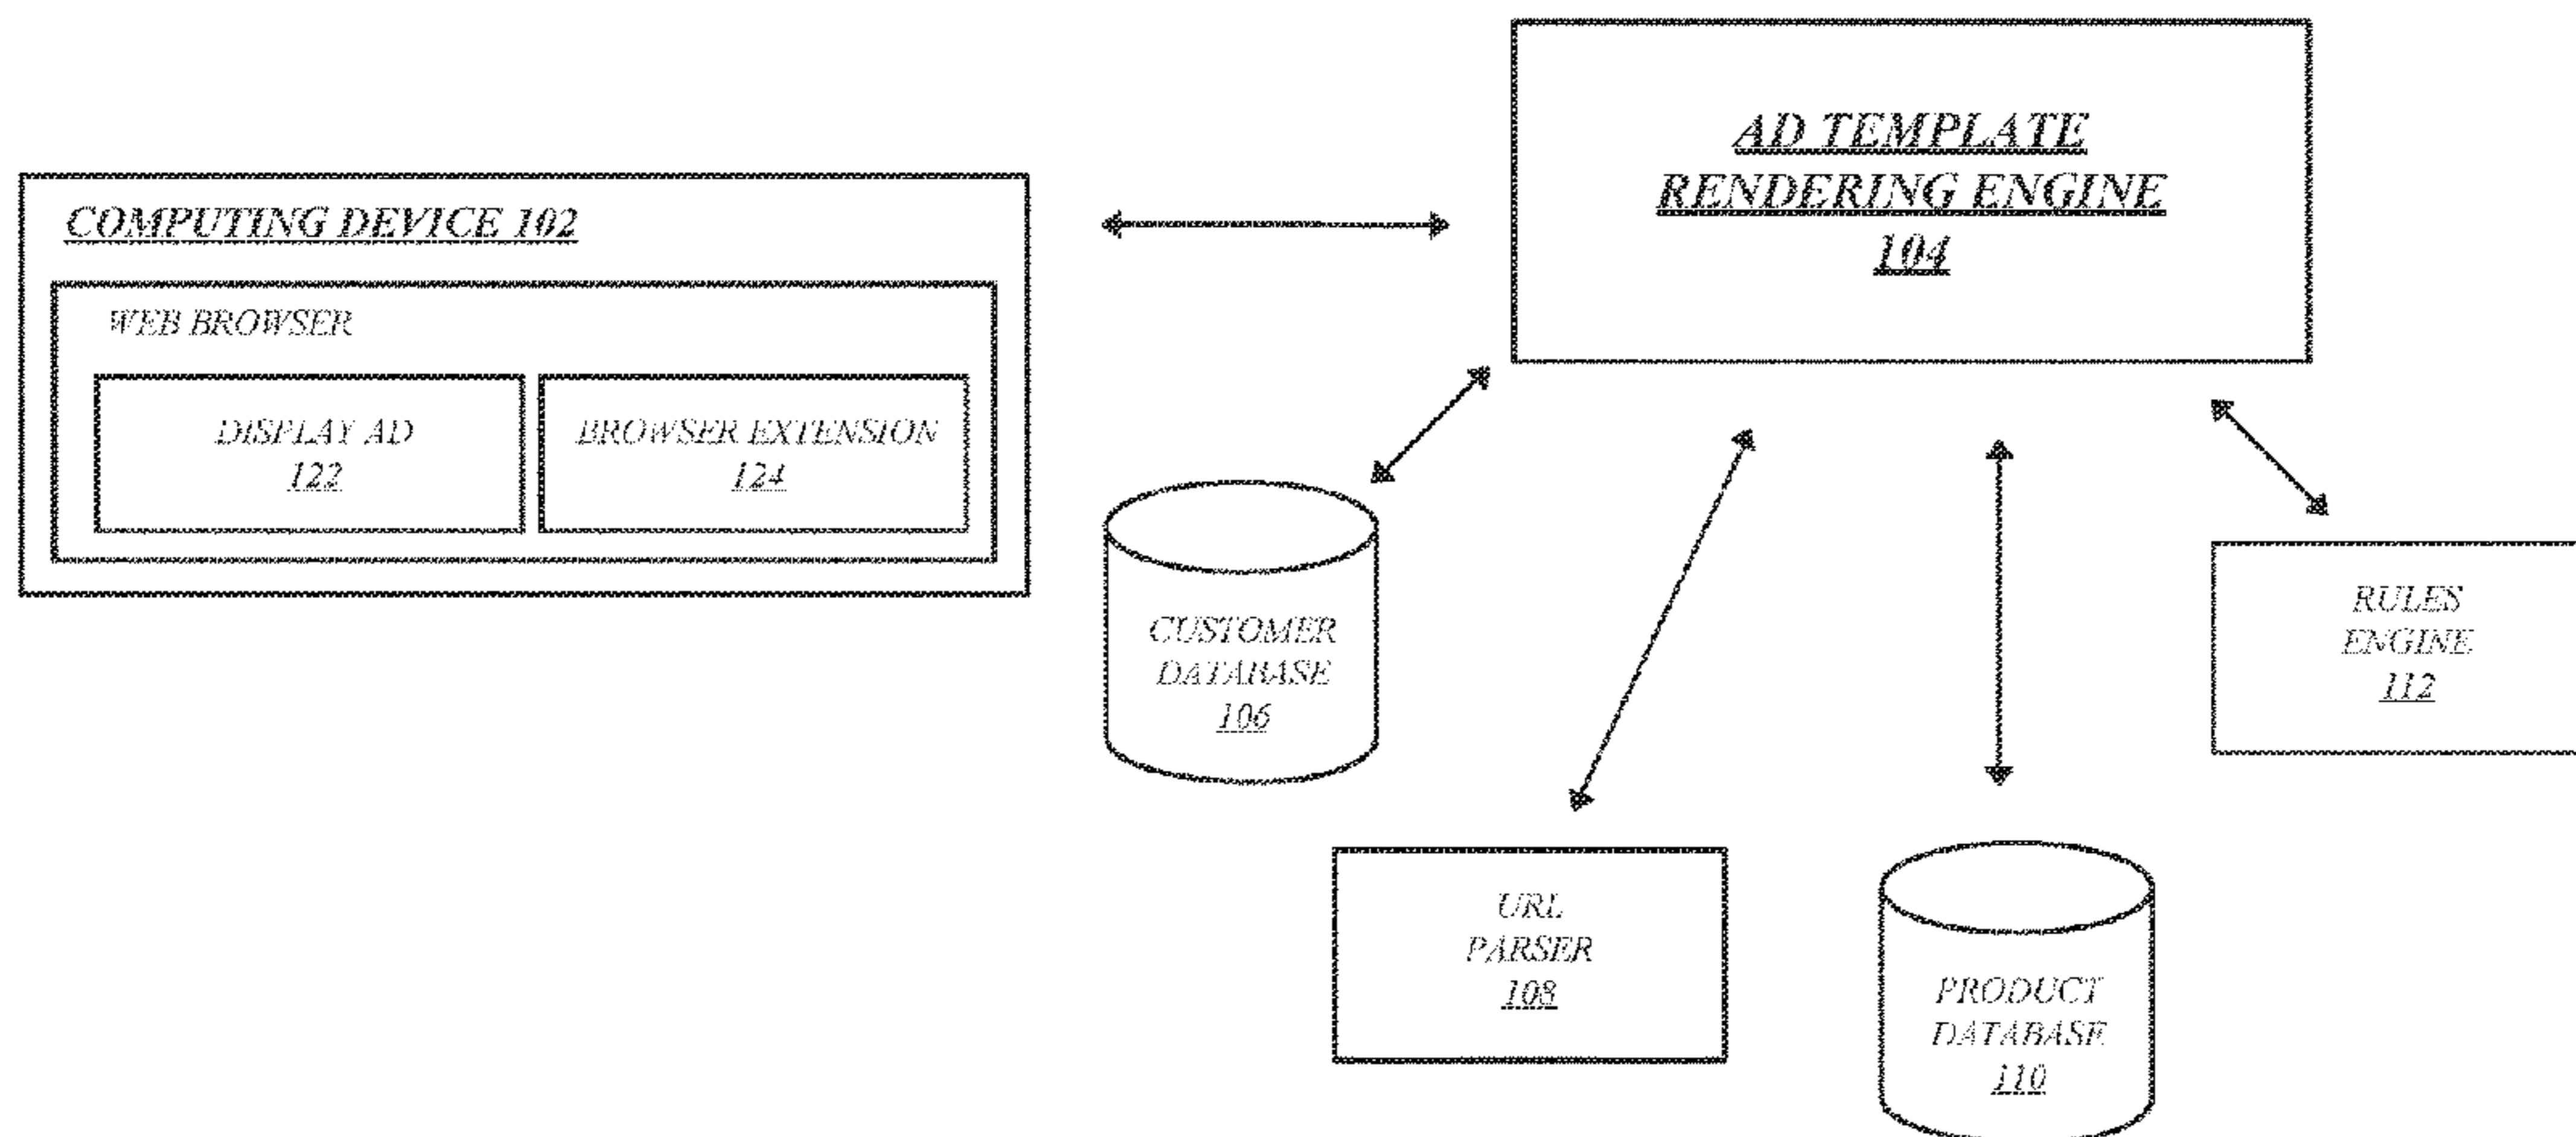 AD TEMPLATE
RENDERING ENGINE
104
COMPUTING DEVICE 102
WEB BROWSER
DISPLAY AD
122
BROWSER EXTENSION
124
CUSTOMER
DATABASE
106
RULES
ENGINE
112
URL
PARSER
108
PRODUCT
DATABASE
110